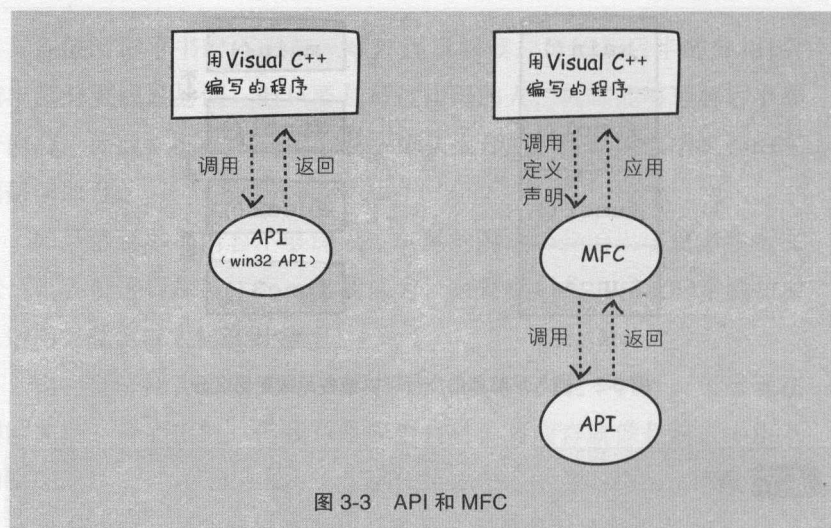 用Visual C++
编写的程序
调用
返回
API
（win32 API）
用Visual C++
编写的程序
调用
定义
声明
应用
MFC
调用
返回
API
图 3-3 API 和 MFC